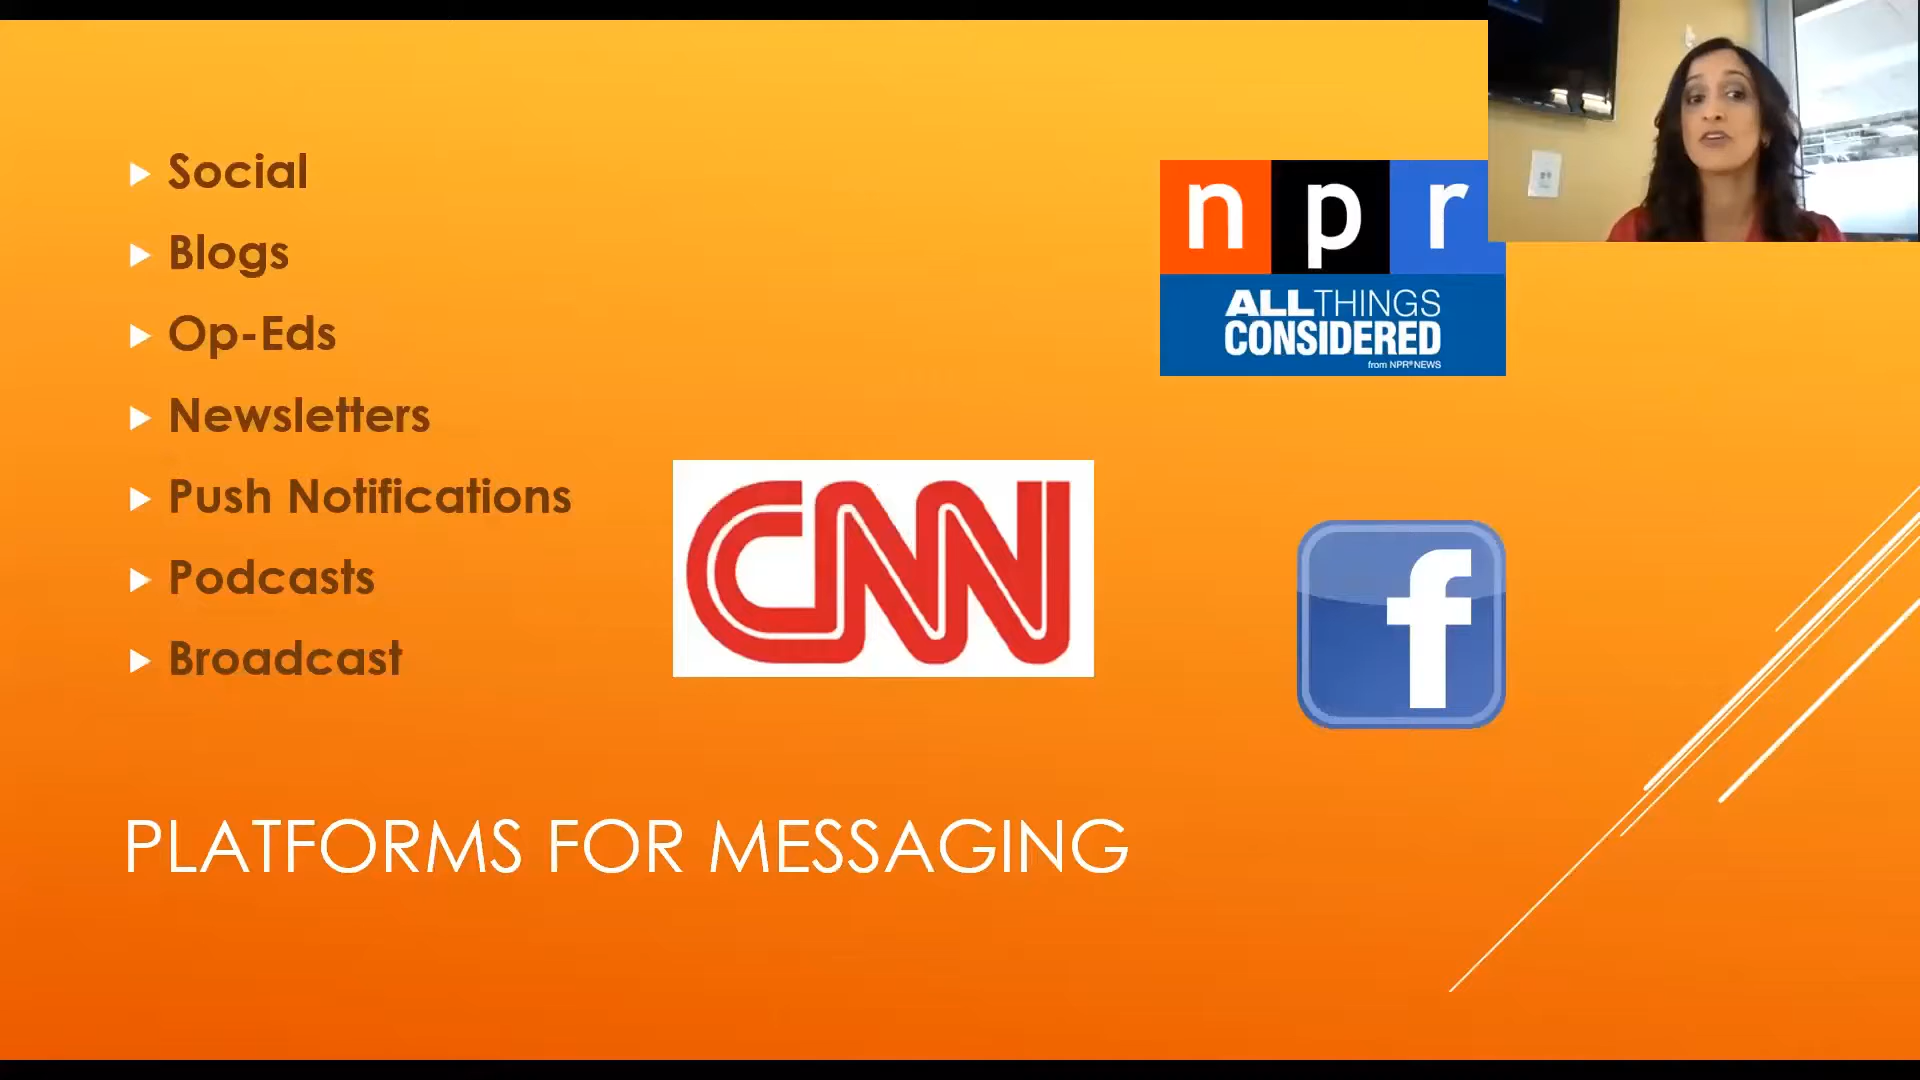 Social
Blogs
Op-Eds
Newsletters
Push Notifications
Podcasts
Broadcast
npr
ALL THINGS
CONSIDERED
from NPR® NEWS
CNN
f
PLATFORMS FOR MESSAGING